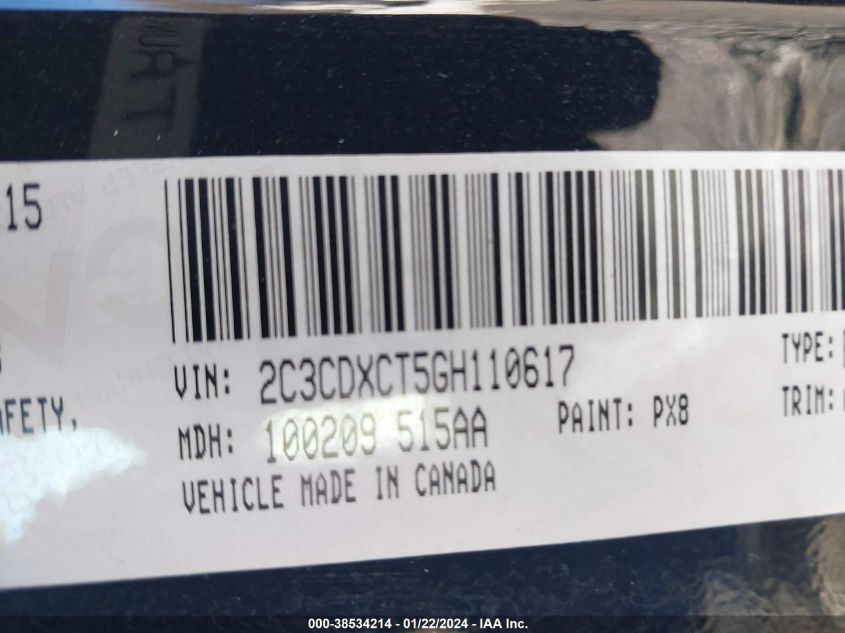 15
VIN: 2C3CDXCT5GH110617
TYPE:
AFETY,
MDH: 100209 515AA
PAINT: PX8
TRIM:
VEHICLE MADE IN CANADA
000-38534214 - 01/22/2024 - IAA Inc.